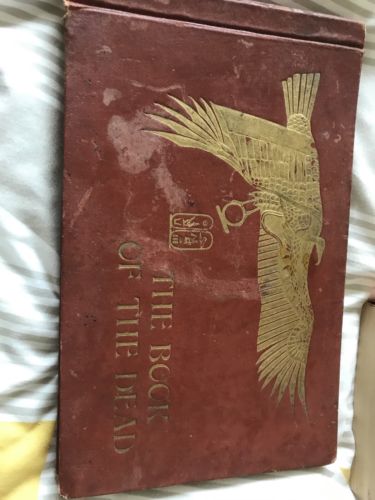 THE BOOK
OF THE DEAD